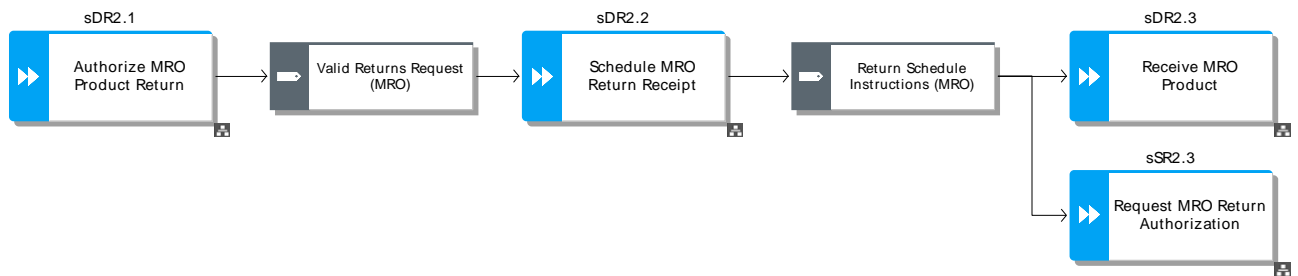 sDR2.1
Authorize MRO
Product Return
Valid Returns Request
(MRO)
sDR2.2
Schedule MRO
Return Receipt
Return Schedule
Instructions (MRO)
sDR2.3
Receive MRO
Product
sSR2.3
Request MRO Return
Authorization